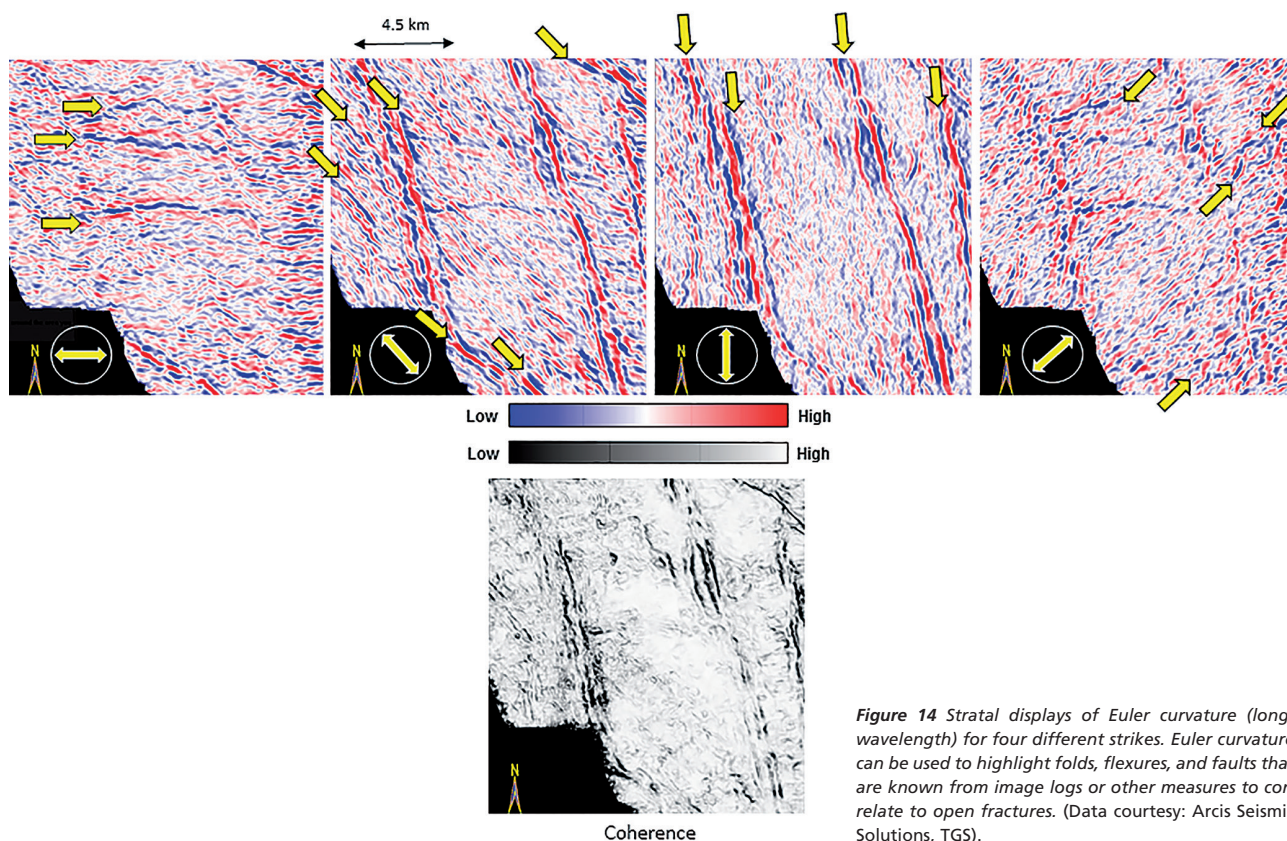 4.5 km
N
N
N
N
Low High
Low High
N
Coherence
Figure 14 Stratal displays of Euler curvature (long
wavelength) for four different strikes. Euler curvature
can be used to highlight folds, flexures, and faults tha
are known from image logs or other measures to cor
relate to open fractures. (Data courtesy: Arcis Seismi
Solutions, TGS).